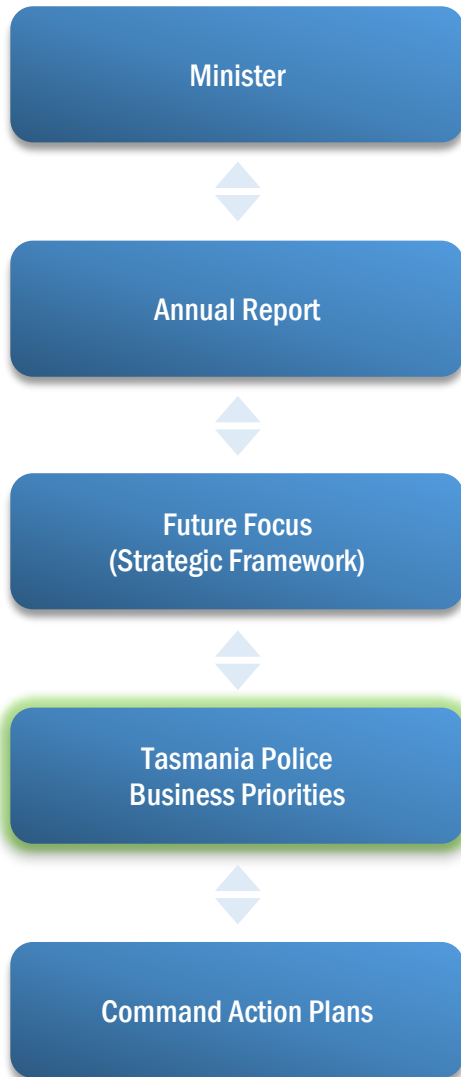 Minister
Annual Report
Future Focus
(Strategic Framework)
Tasmania Police
Business Priorities
Command Action Plans